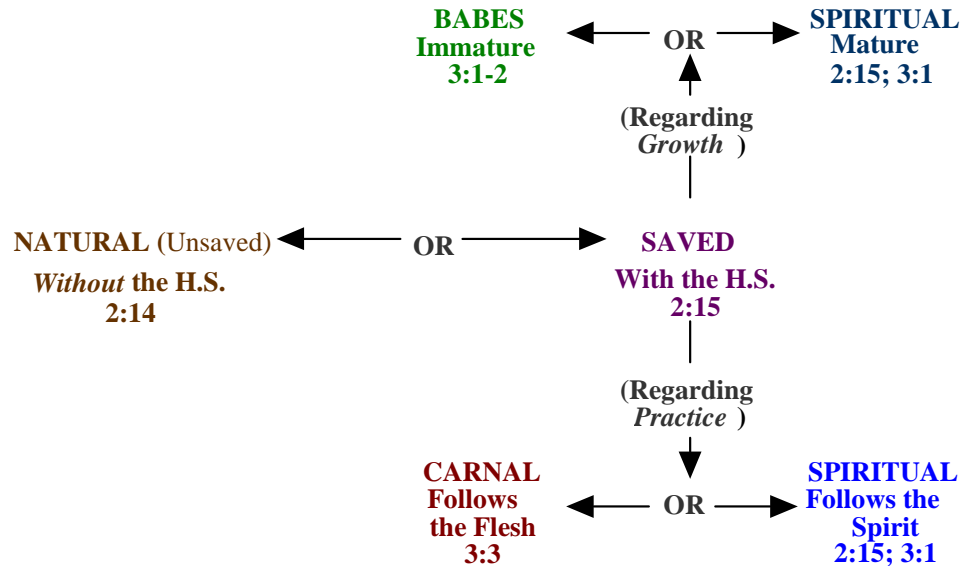 BABES
Immature
3:1-2
OR
SPIRITUAL
Mature
2:15; 3:1
(Regarding
Growth )
NATURAL (Unsaved)
Without the H.S.
2:14
OR
SAVED
With the H.S.
2:15
(Regarding
Practice )
CARNAL
Follows
the Flesh
3:3
OR
SPIRITUAL
Follows the
Spirit
2:15; 3:1